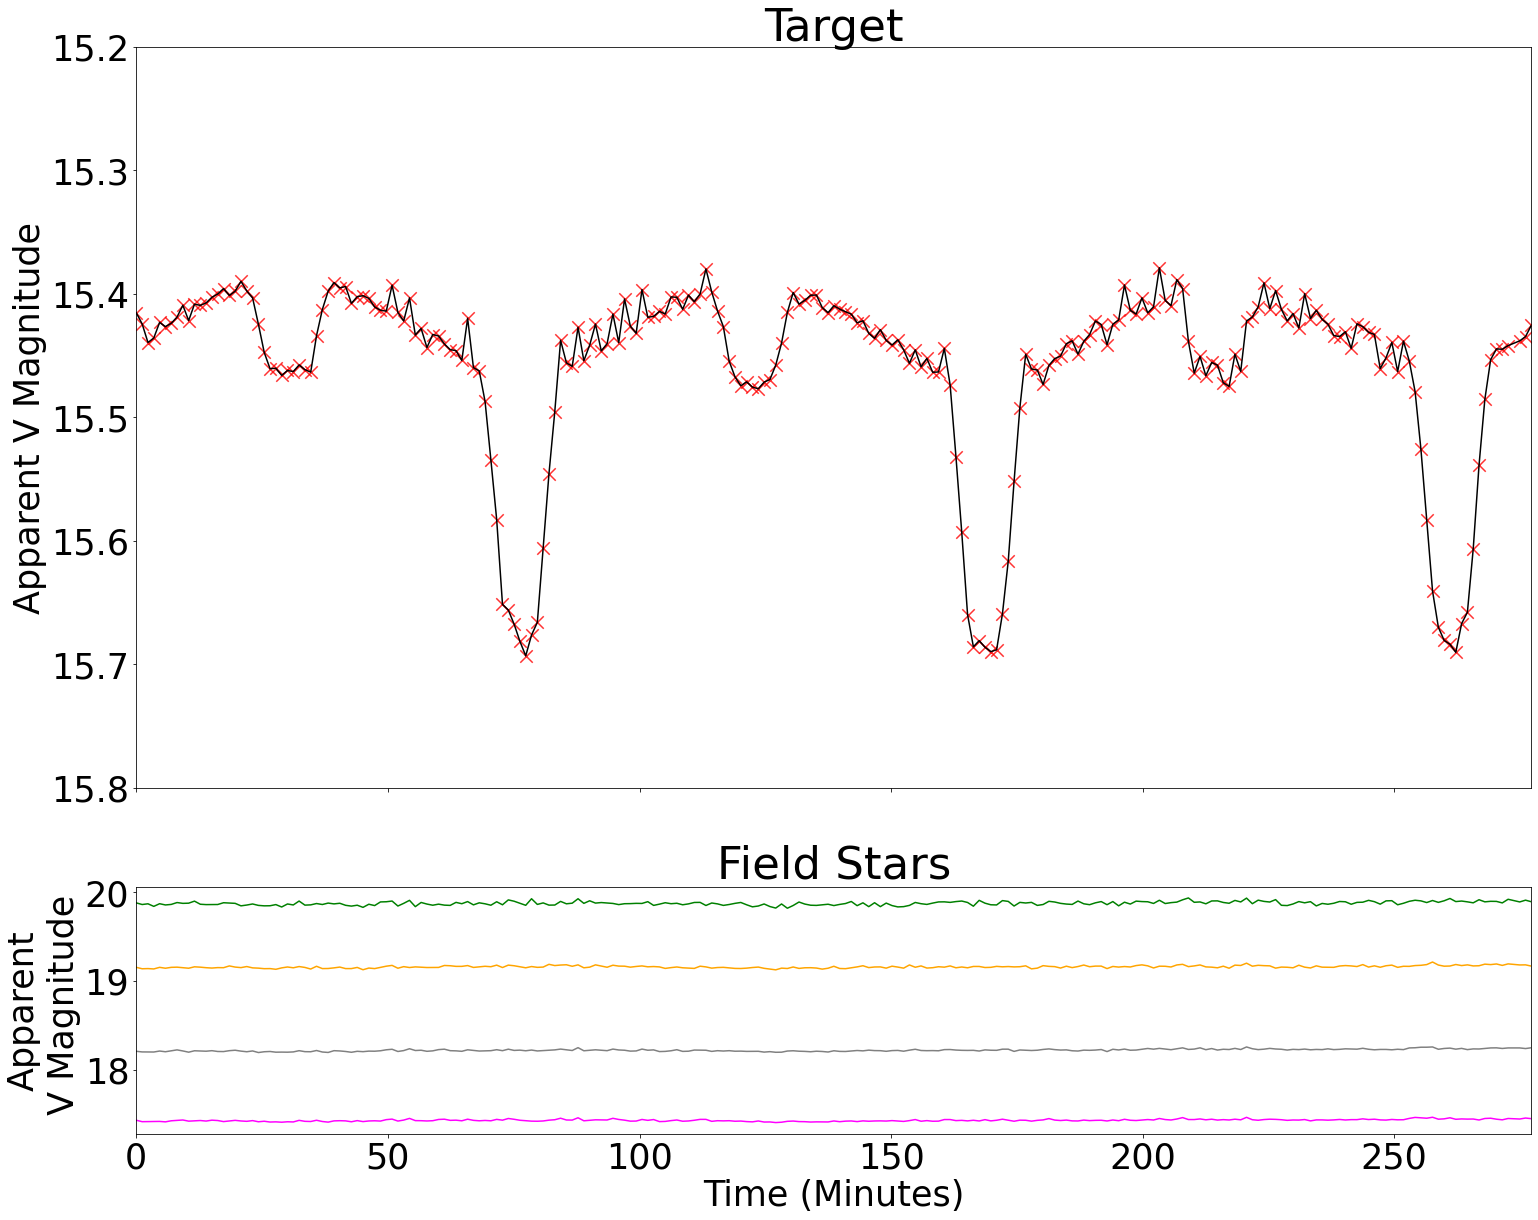 Target
15.2
15.3
15.4
15.5
15.6
15.7
15.8
Apparent V Magnitude
Field Stars
20
19
18
Apparent
V Magnitude
0 50 100 150 200 250
Time (Minutes)